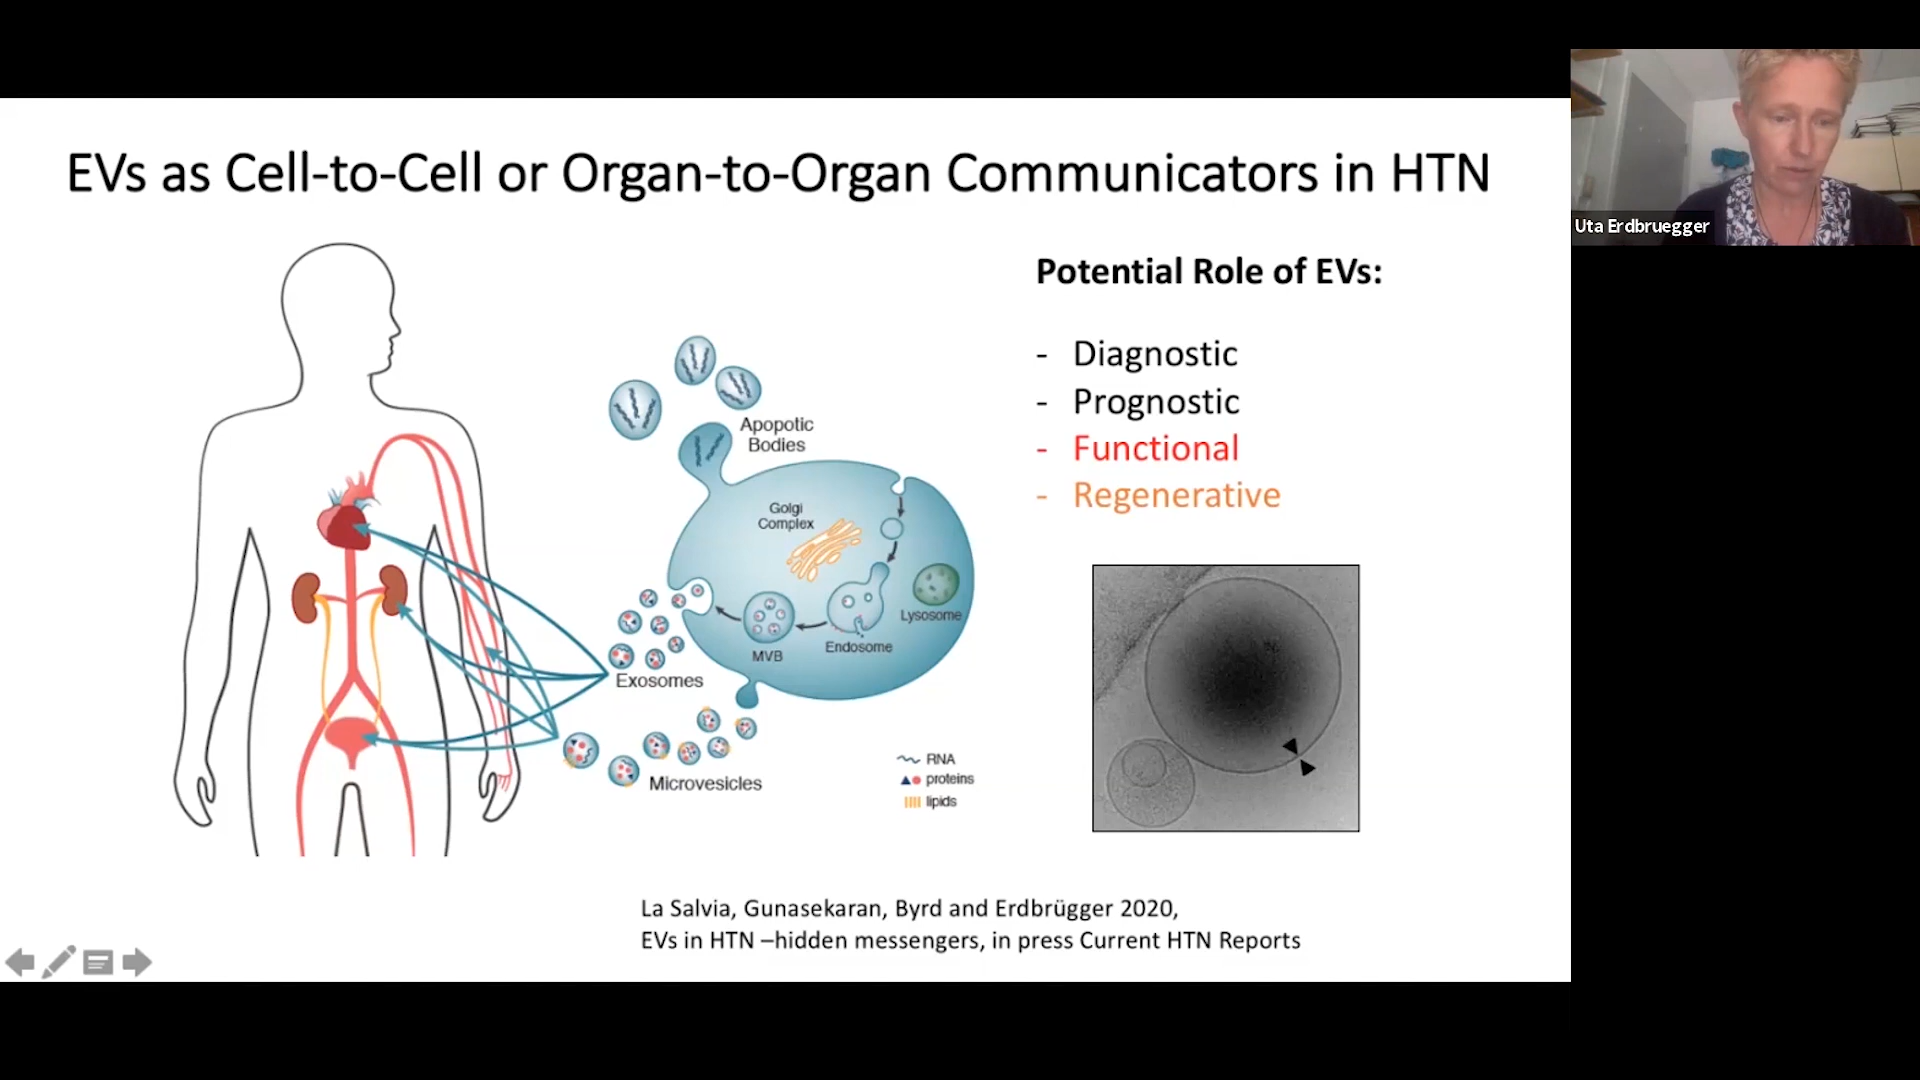 EVs as Cell-to-Cell or Organ-to-Organ Communicators in HTN
Uta Erdbruegger
Potential Role of EVs:
- Diagnostic
- Prognostic
- Functional
- Regenerative
Apopotic
Bodies
Golgi
Complex
Lysosome
Endosome
MVB
Exosomes
Microvesicles
RNA
proteins
lipids
La Salvia, Gunasekaran, Byrd and Erdbrügger 2020,
EVs in HTN –hidden messengers, in press Current HTN Reports